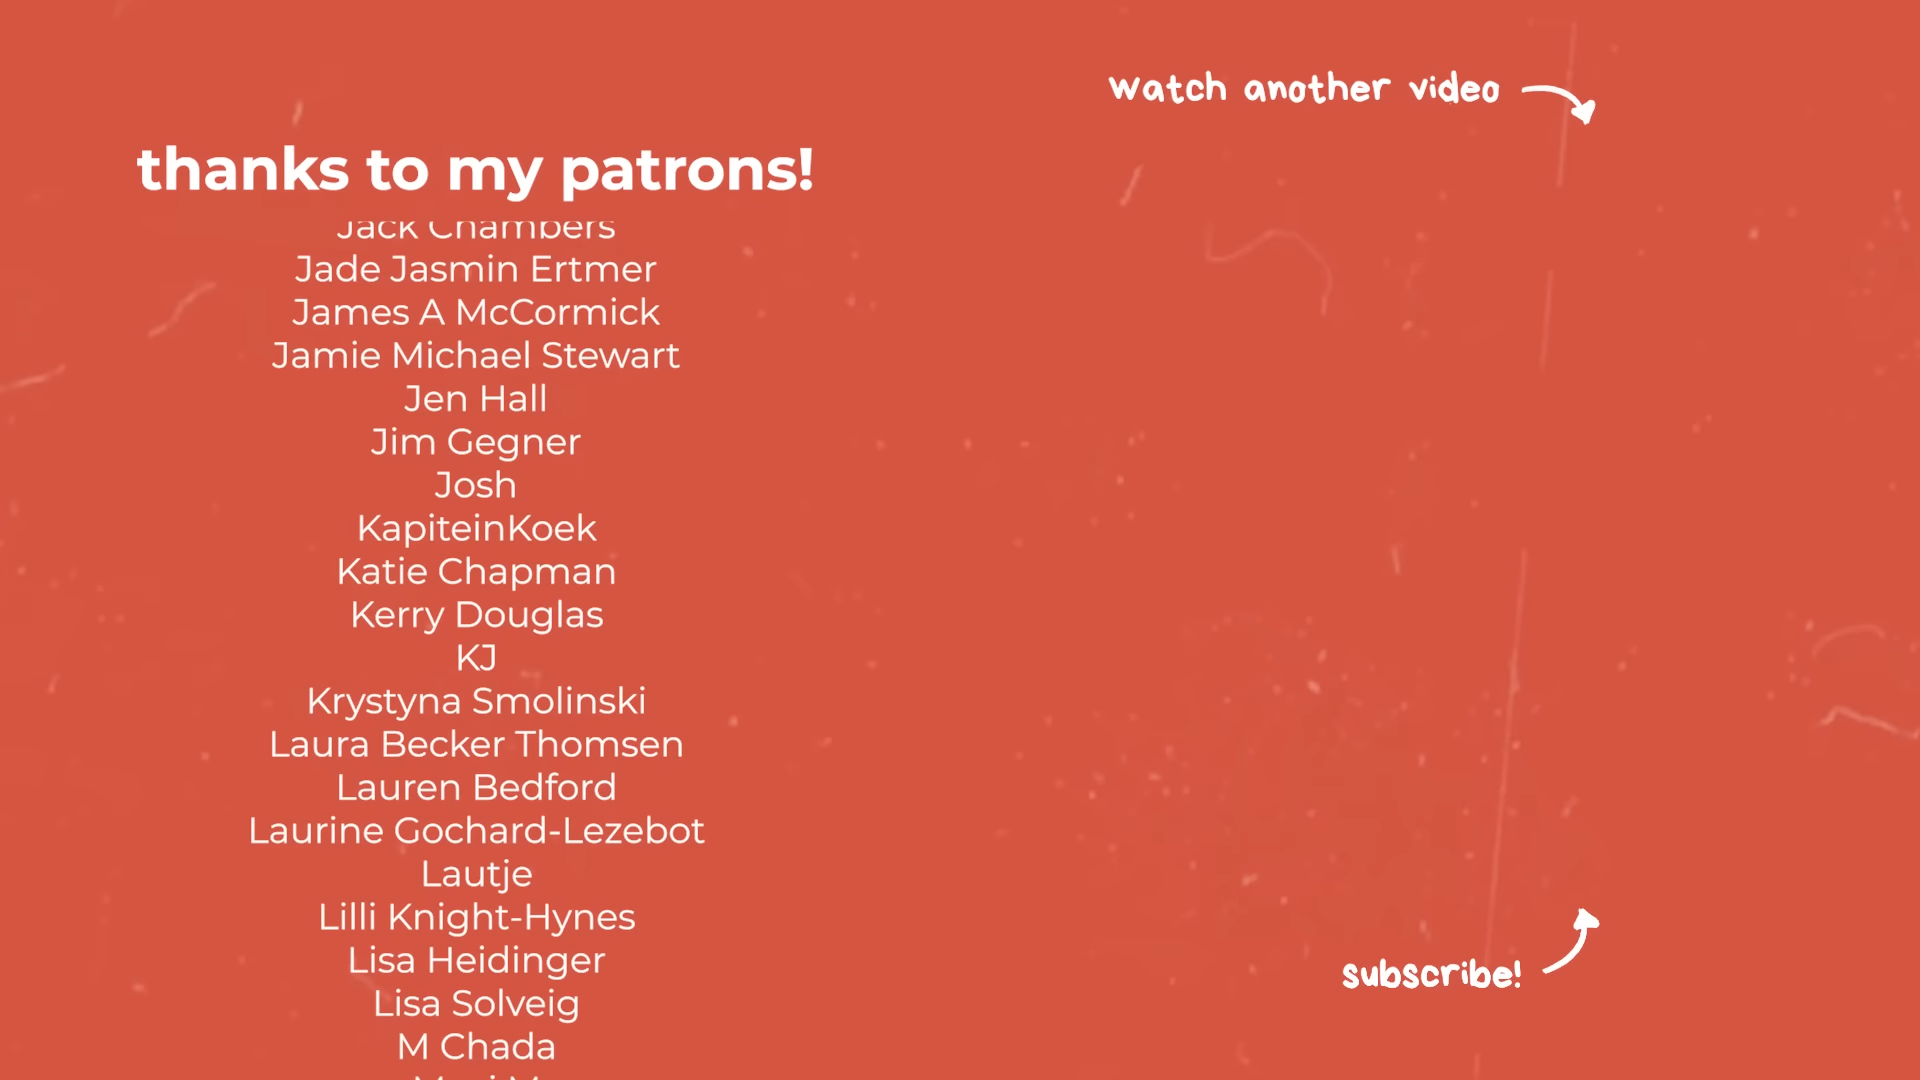 watch another video
thanks to my patrons!
Jack Chambers
Jade Jasmin Ertmer
James A McCormick
Jamie Michael Stewart
Jen Hall
Jim Gegner
Josh
KapiteinKoek
Katie Chapman
Kerry Douglas
KJ
Krystyna Smolinski
Laura Becker Thomsen
Lauren Bedford
Laurine Gochard-Lezebot
Lautje
Lilli Knight-Hynes
Lisa Heidinger
Lisa Solveig
M Chada
subscribe!